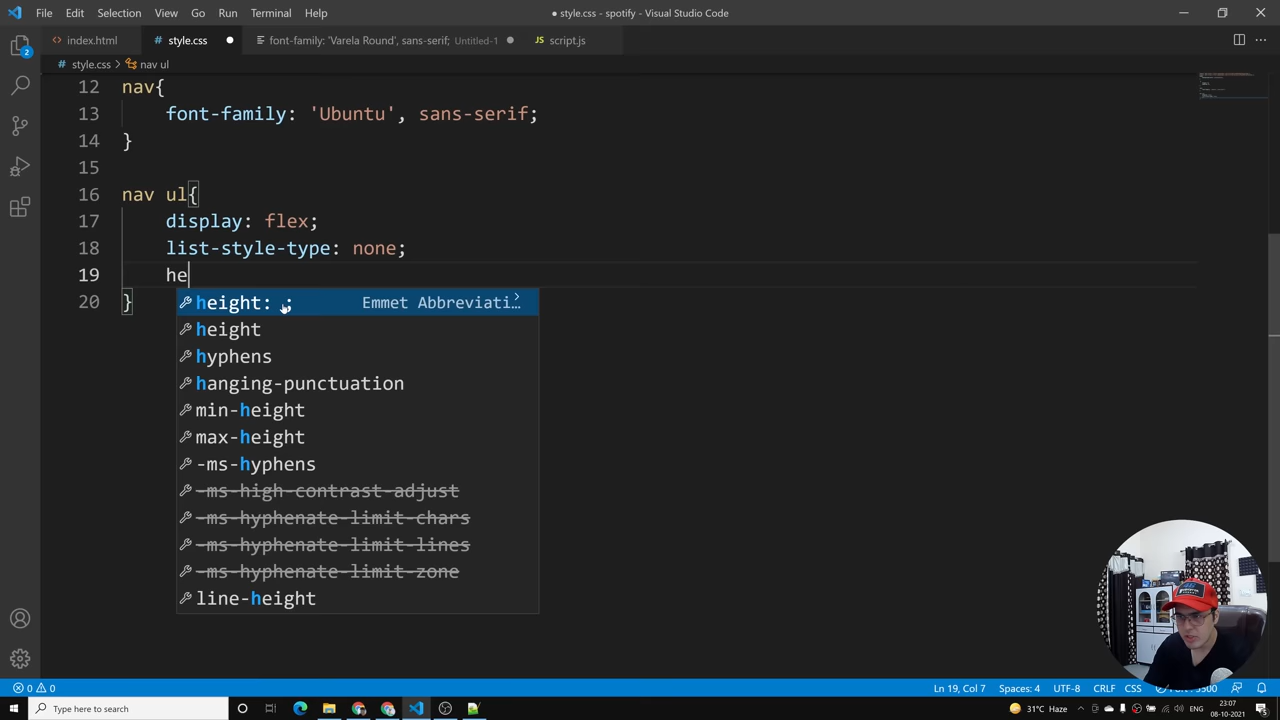 File Edit Selection View Go Run Terminal Help
● style.css - spotify - Visual Studio Code
index.html
# style.css ●
font-family: 'Varela Round', sans-serif; Untitled-1 ●
JS script.js
# style.css > nav ul
2
12 nav{
13 font-family: 'Ubuntu', sans-serif;
14 }
15
16 nav ul{
17 display: flex;
18 list-style-type: none;
19 he
20 }
height: ; Emmet Abbreviati…
height
hyphens
hanging-punctuation
min-height
max-height
-ms-hyphens
-ms-high-contrast-adjust
-ms-hyphenate-limit-chars
-ms-hyphenate-limit-lines
-ms-hyphenate-limit-zone
line-height
0 0
Ln 19, Col 7 Spaces: 4 UTF-8 CRLF CSS
Type here to search
31°C Haze
ENG
23:07
08-10-2021